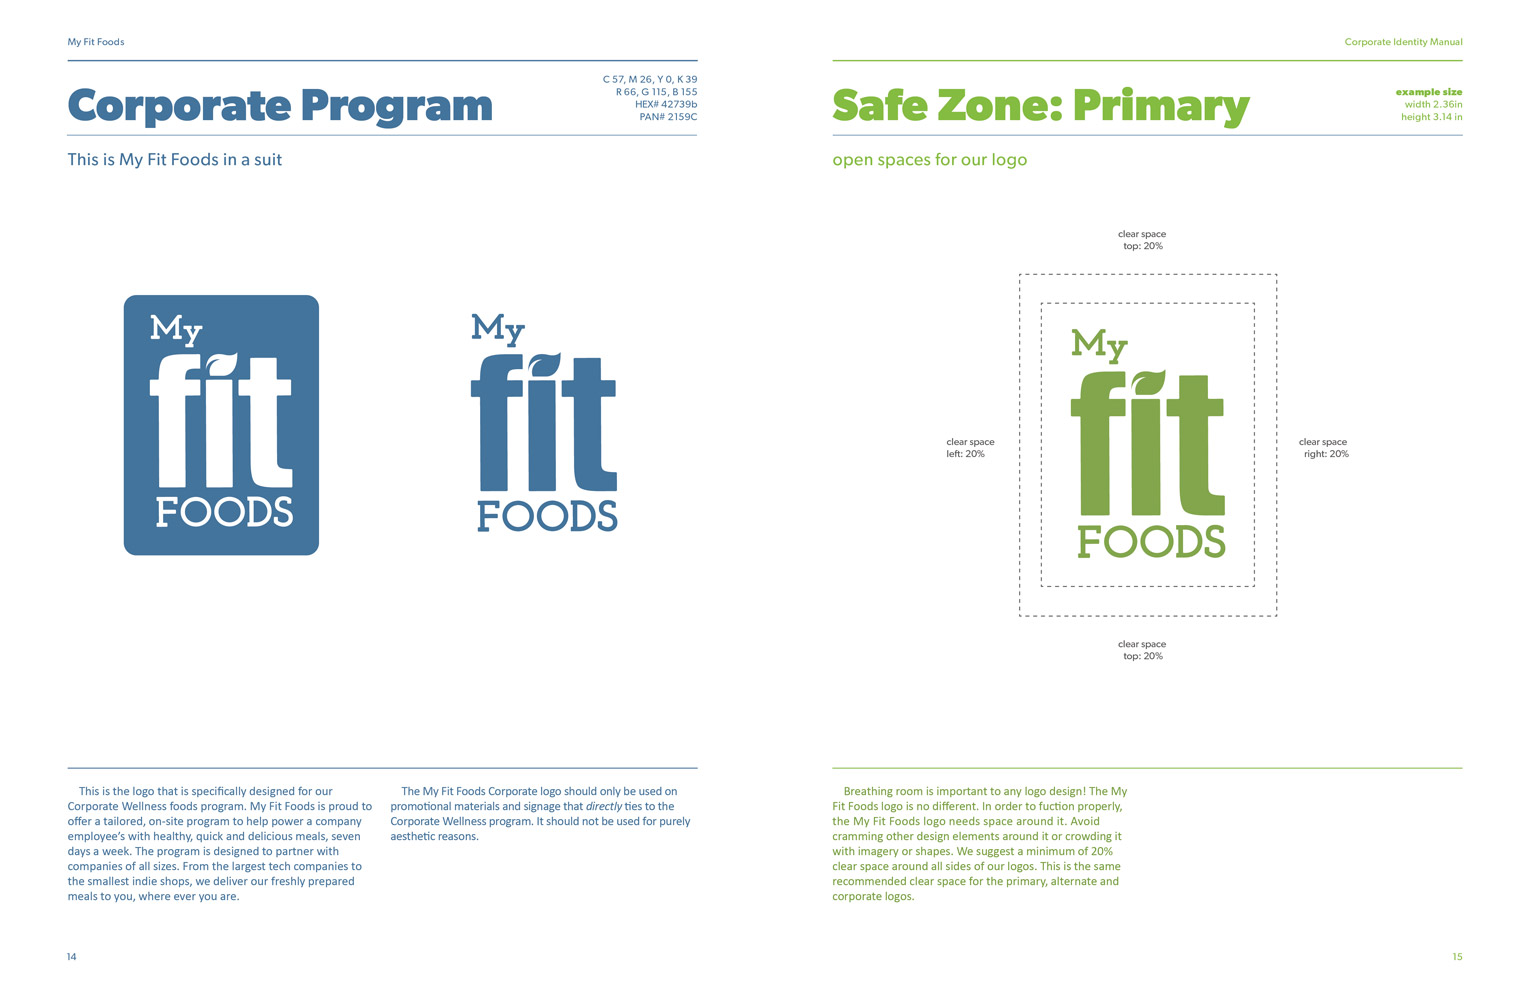 My Fit Foods
Corporate Program
C 57, M 26, Y 0, K 39
R 66, G 115, B 155
HEX# 42739b
PAN# 2159C
This is My Fit Foods in a suit
My
fit
FOODS
My
fit
FOODS
This is the logo that is specifically designed for our
Corporate Wellness foods program. My Fit Foods is proud to
offer a tailored, on-site program to help power a company
employee's with healthy, quick and delicious meals, seven
days a week. The program is designed to partner with
companies of all sizes. From the largest tech companies to
the smallest indie shops, we deliver our freshly prepared
meals to you, where ever you are.
The My Fit Foods Corporate logo should only be used on
promotional materials and signage that directly ties to the
Corporate Wellness program. It should not be used for purely
aesthetic reasons.
14
Corporate Identity Manual
Safe Zone: Primary
example size
width 2.36in
height 3.14 in
open spaces for our logo
clear space
top: 20%
clear space
left: 20%
My
fit
FOODS
clear space
right: 20%
clear space
top: 20%
Breathing room is important to any logo design! The My
Fit Foods logo is no different. In order to fuction properly,
the My Fit Foods logo needs space around it. Avoid
cramming other design elements around it or crowding it
with imagery or shapes. We suggest a minimum of 20%
clear space around all sides of our logos. This is the same
recommended clear space for the primary, alternate and
corporate logos.
15